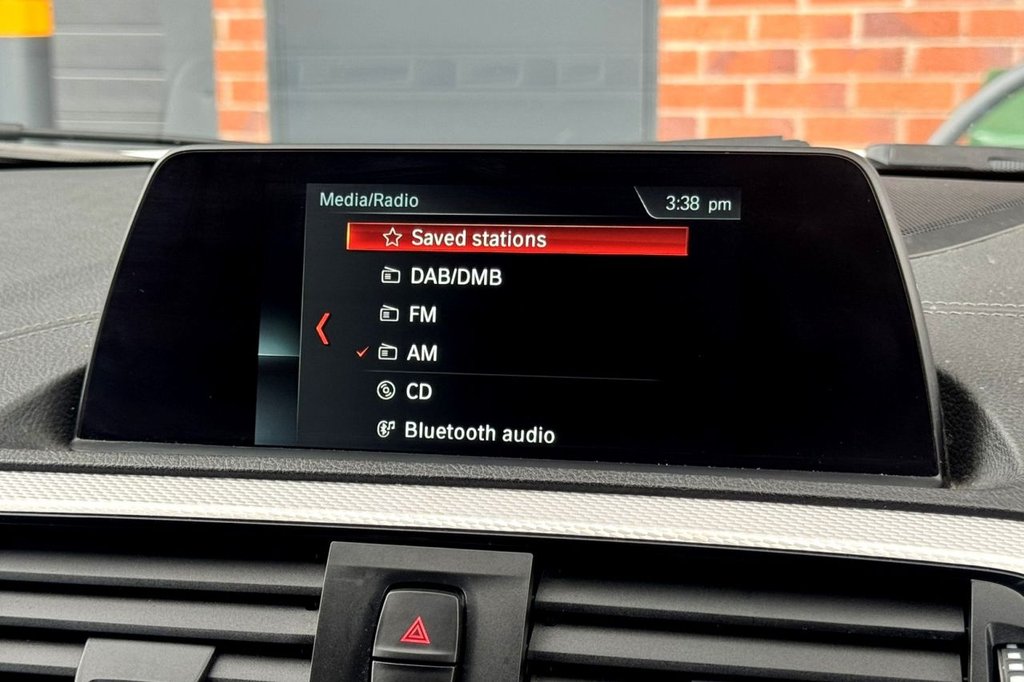 Media/Radio
3:38 pm
Saved stations
DAB/DMB
FM
AM
CD
Bluetooth audio